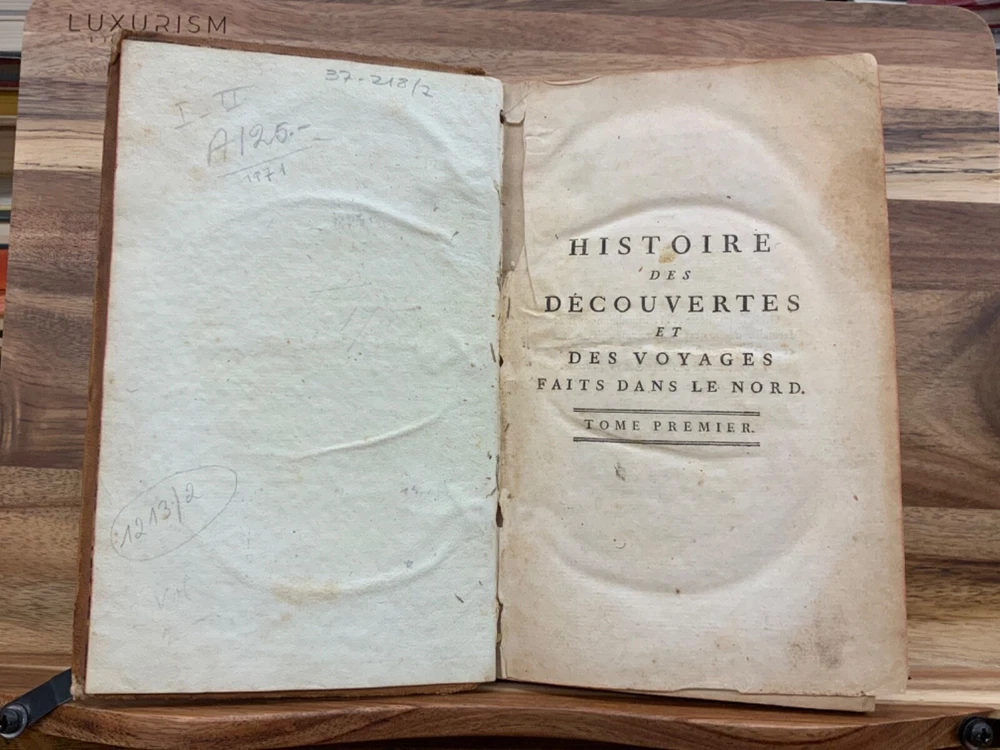 LUXURISM
37-218/2
I-II
A125.-
1971
1213/2
HISTOIRE
DES
DÉCOUVERTES
ET
DES VOYAGES
FAITS DANS LE NORD.
TOME PREMIER.